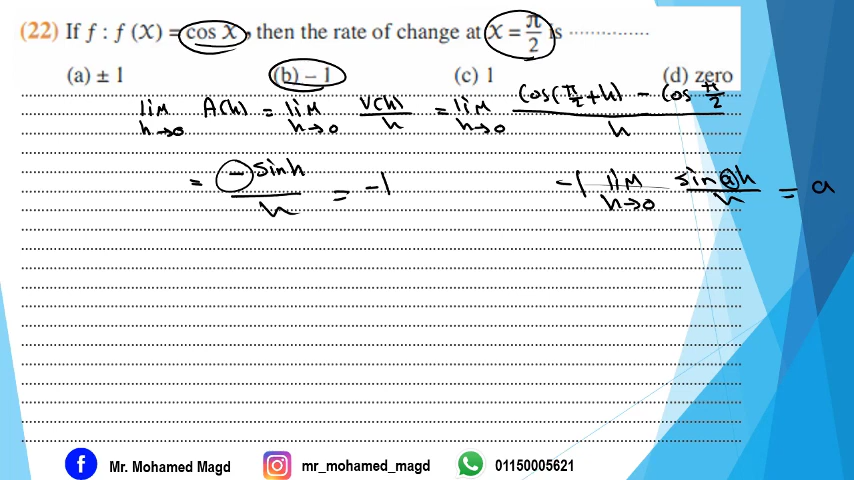 (22) If f : f (X) = cos X , then the rate of change at X = π/2 is ...............
(a) ± 1 (b) – 1 (c) 1 (d) zero
lim h→0 A(h) = lim h→0 V(h)/h = lim h→0 (cos(π/2+h) - cos π/2)/h
= - sin h / h = -1 -1 lim h→0 sin a h / h = a
Mr. Mohamed Magd mr_mohamed_magd 01150005621